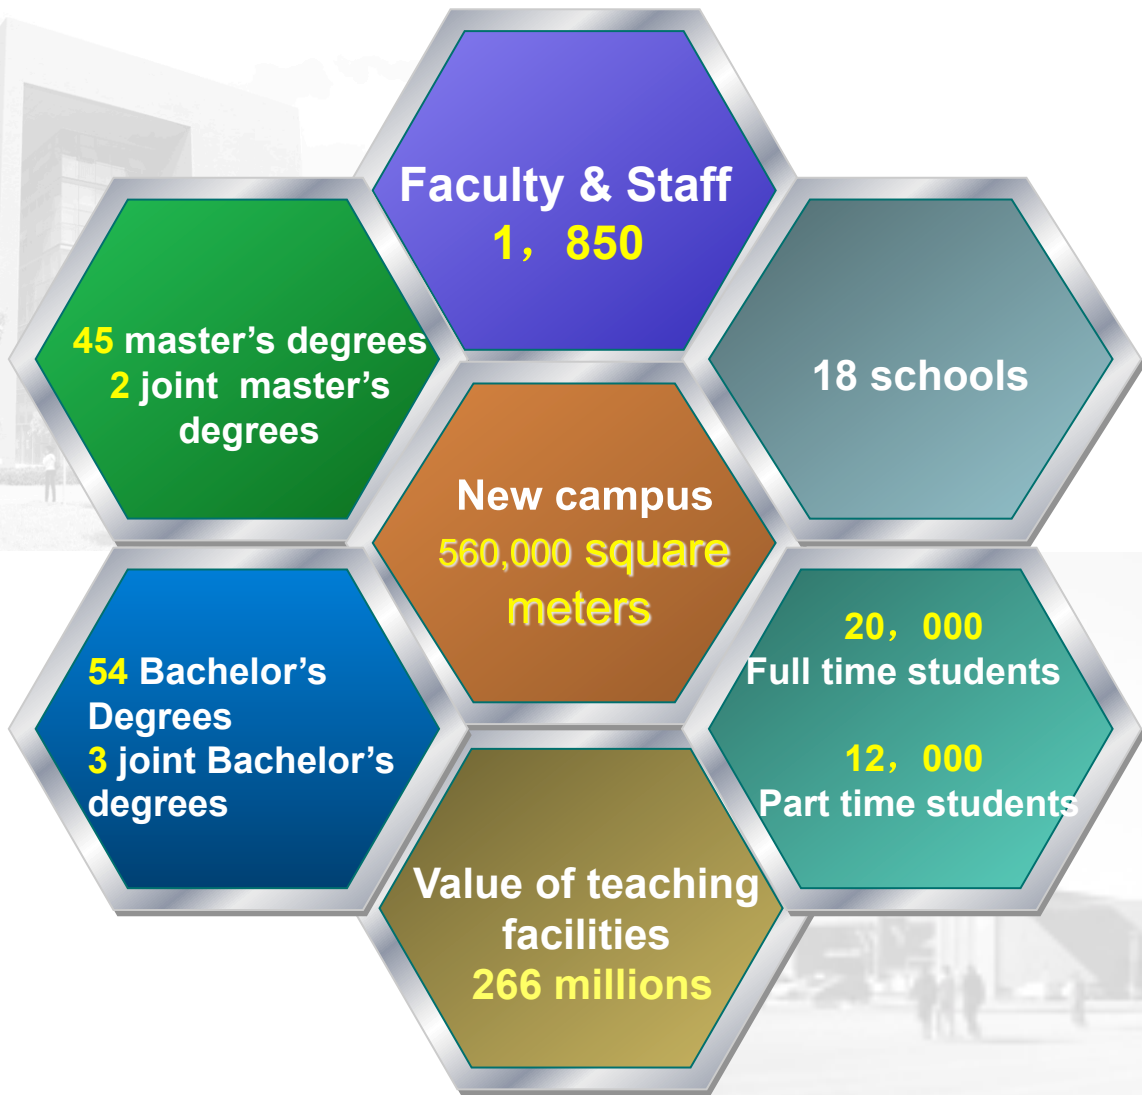 Faculty & Staff
1，850
45 master’s degrees
2 joint master’s
degrees
18 schools
New campus
560,000 square
meters
54 Bachelor’s
Degrees
3 joint Bachelor’s
degrees
20，000
Full time students
12，000
Part time students
Value of teaching
facilities
266 millions